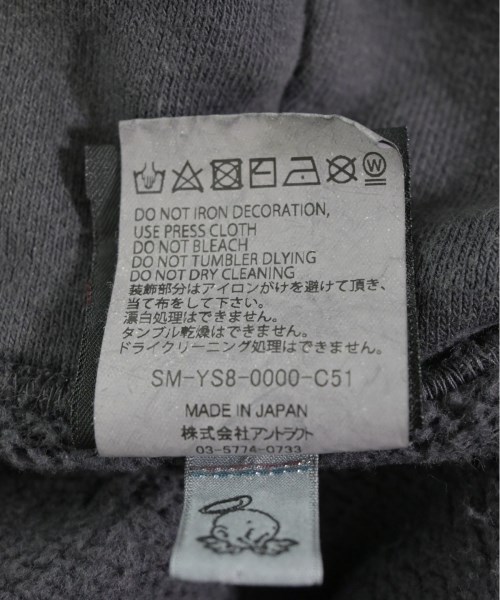 W
DO NOT IRON DECORATION,
USE PRESS CLOTH
DO NOT BLEACH
DO NOT TUMBLER DLYING
DO NOT DRY CLEANING
装飾部分はアイロンがけを避けて頂き、
当て布をして下さい。
漂白処理はできません。
タンブル乾燥はできません。
ドライクリーニング処理はできません。
SM-YS8-0000-C51
MADE IN JAPAN
株式会社アントラクト
03-5774-0733